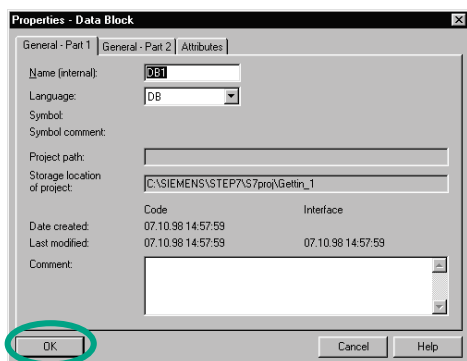 Properties - Data Block
General - Part 1 General - Part 2 Attributes
Name (internal): DB1
Language: DB
Symbol:
Symbol comment:
Project path:
Storage location
of project: C:\SIEMENS\STEP7\S7proj\Gettin_1
Code Interface
Date created: 07.10.98 14:57:59
Last modified: 07.10.98 14:57:59 07.10.98 14:57:59
Comment:
OK Cancel Help